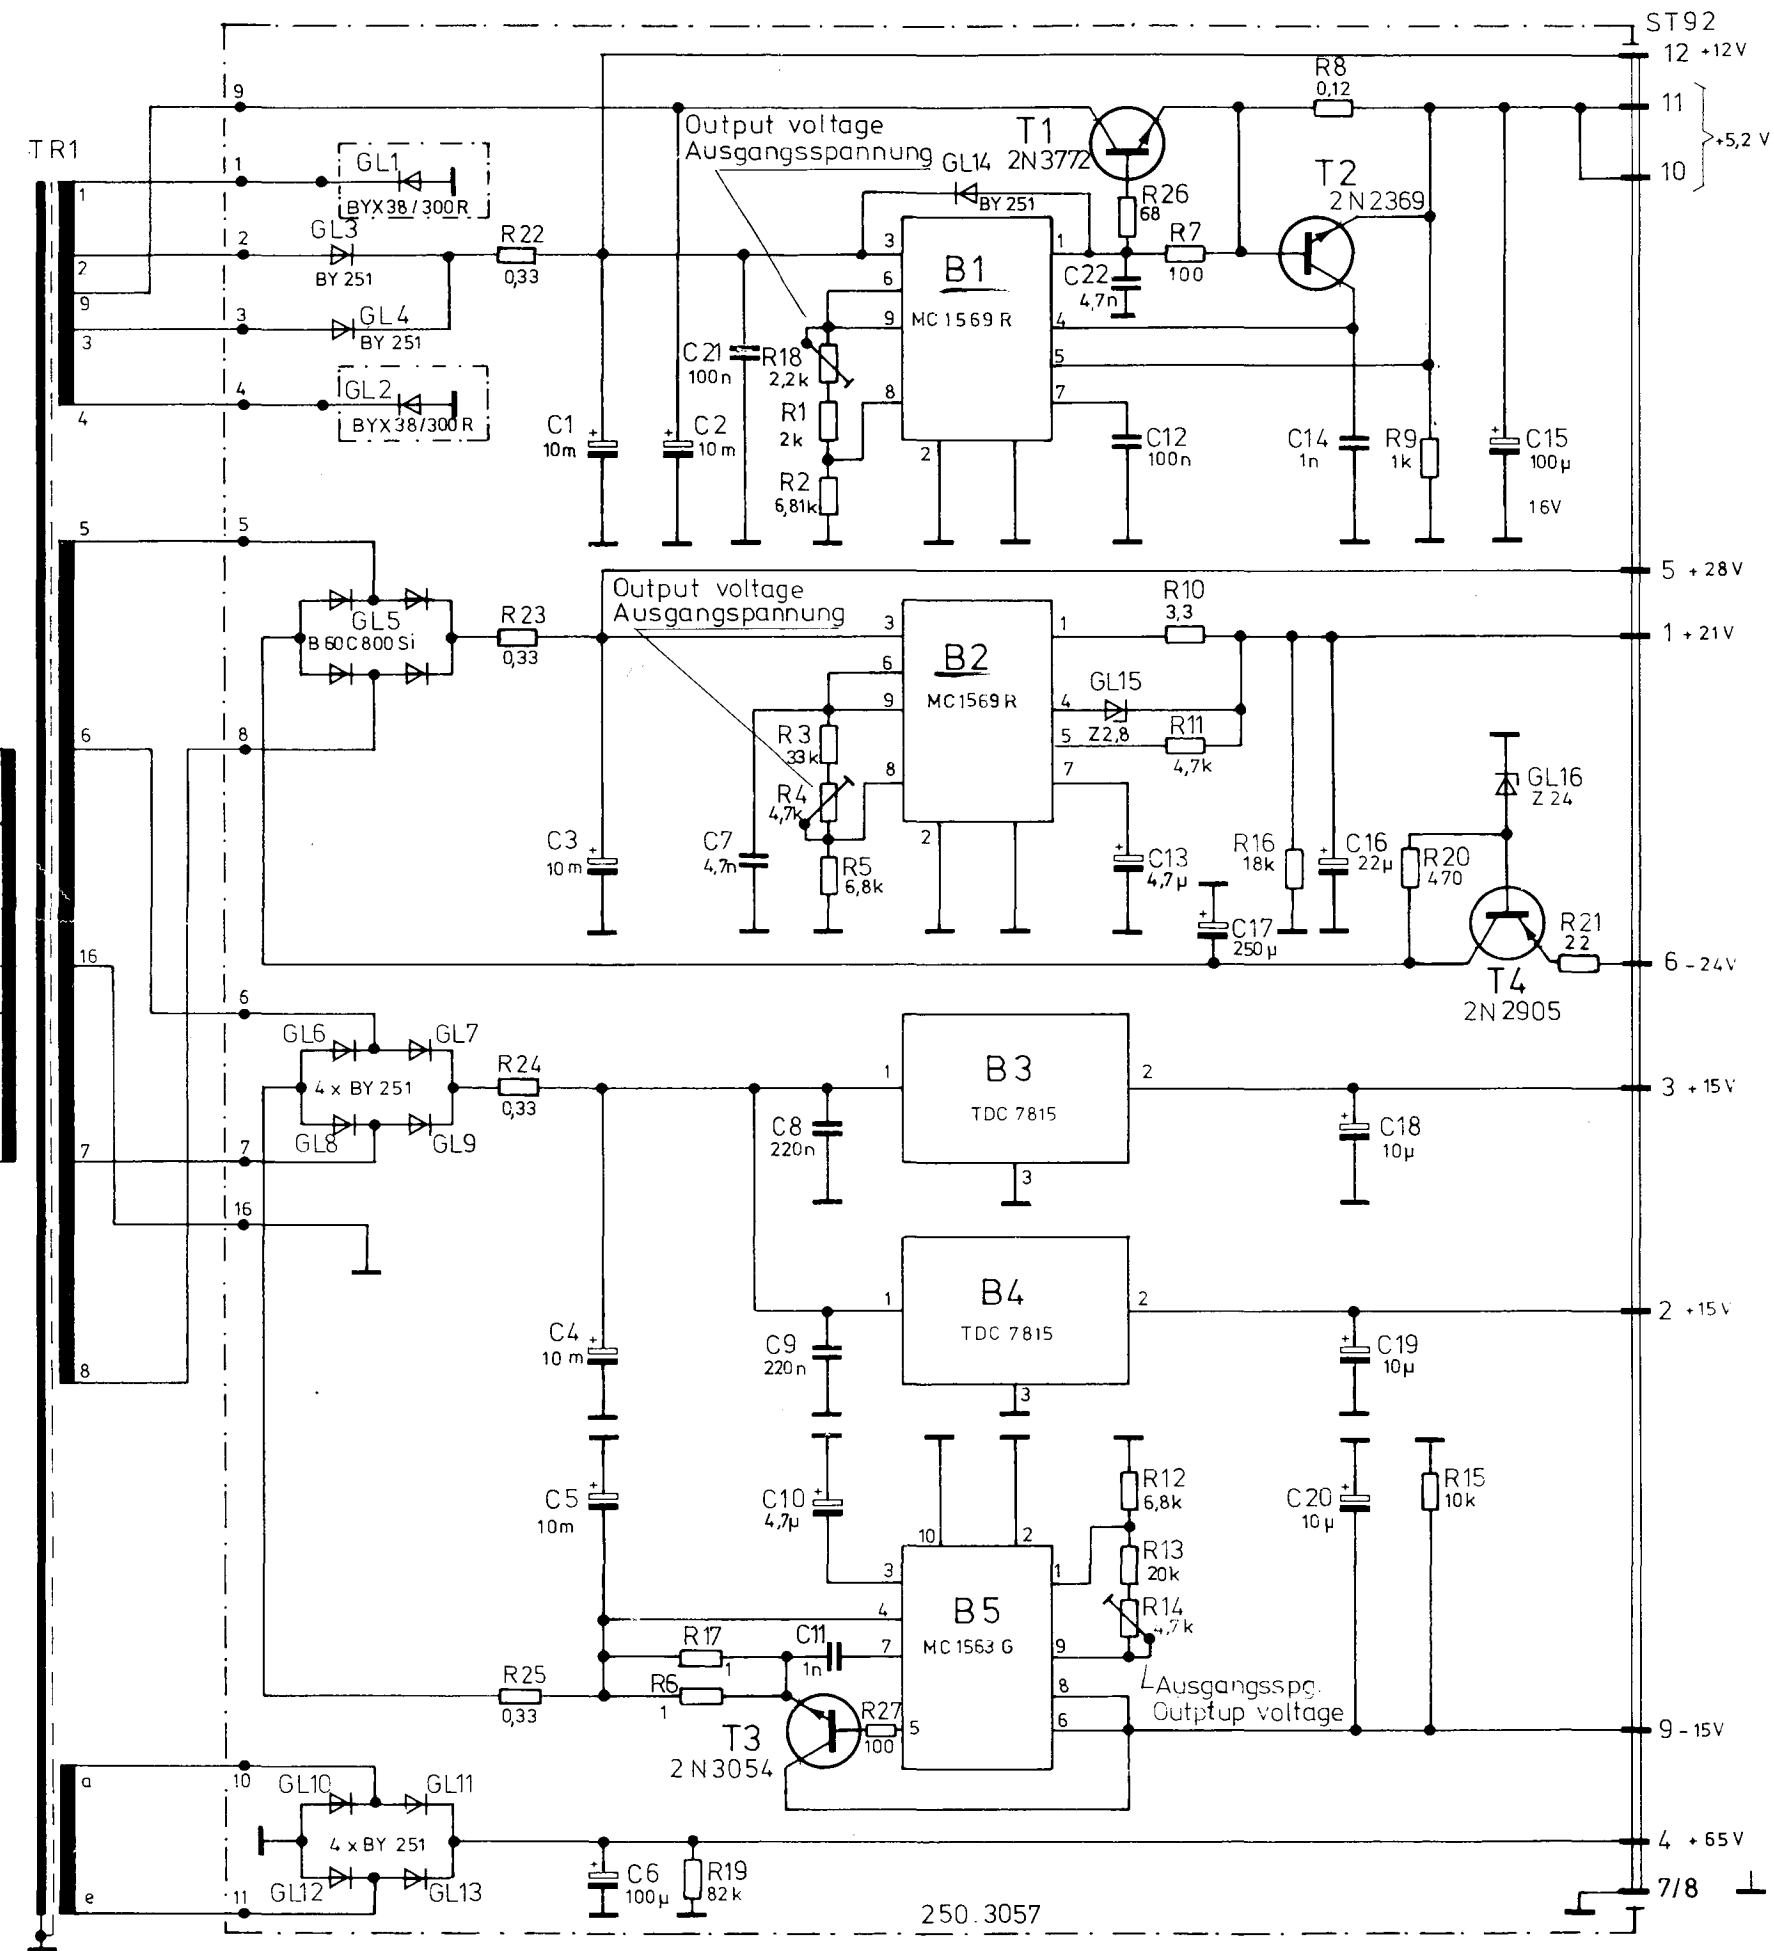 ST92
12 +12V
R8
0,12
9
11
Output voltage
Ausgangsspannung
T1
2N3772
+5,2 V
TR1
GL14
BY 251
10
1
1
GL1
BYX38/300R
R26
68
T2
2N2369
2
2
GL3
BY 251
R22
0,33
3
B1
MC1569R
1
R7
100
6
C22
4,7n
9
3
3
GL4
BY 251
9
4
C21
100n
R18
2,2k
5
4
4
GL2
BYX38/300R
8
7
C1
10m
C2
10m
R1
2k
2
C12
100n
C14
1n
R9
1k
C15
100µ
16V
R2
6,81k
5
5
5 +28V
Output voltage
Ausgangspannung
R10
3,3
GL5
B60C800Si
R23
0,33
3
B2
MC1569R
1
1 +21V
6
9
4
GL15
Z2,8
5
R11
4,7k
6
8
R3
33k
8
7
R4
4,7k
GL16
Z 24
C3
10m
C7
4,7n
2
R5
6,8k
C13
4,7µ
R16
18k
C16
22µ
R20
470
C17
250µ
R21
22
16
6 -24V
T4
2N2905
6
GL6
GL7
4 x BY 251
R24
0,33
1
B3
TDC 7815
2
3 +15V
GL8
GL9
7
7
C8
220n
3
C18
10µ
16
1
B4
TDC 7815
2
2 +15V
8
C4
10m
C9
220n
3
C19
10µ
C5
10m
C10
4,7µ
R12
6,8k
C20
10µ
R15
10k
10
2
3
1
R13
20k
4
B5
MC1563G
R14
4,7k
R17
1
C11
1n
7
9
R25
0,33
R6
1
8
Ausgangsspg.
Outptup voltage
T3
2N3054
R27
100
5
6
9 -15V
a
10
GL10
GL11
4 x BY 251
4 +65V
e
11
GL12
GL13
C6
100µ
R19
82k
7/8
250.3057